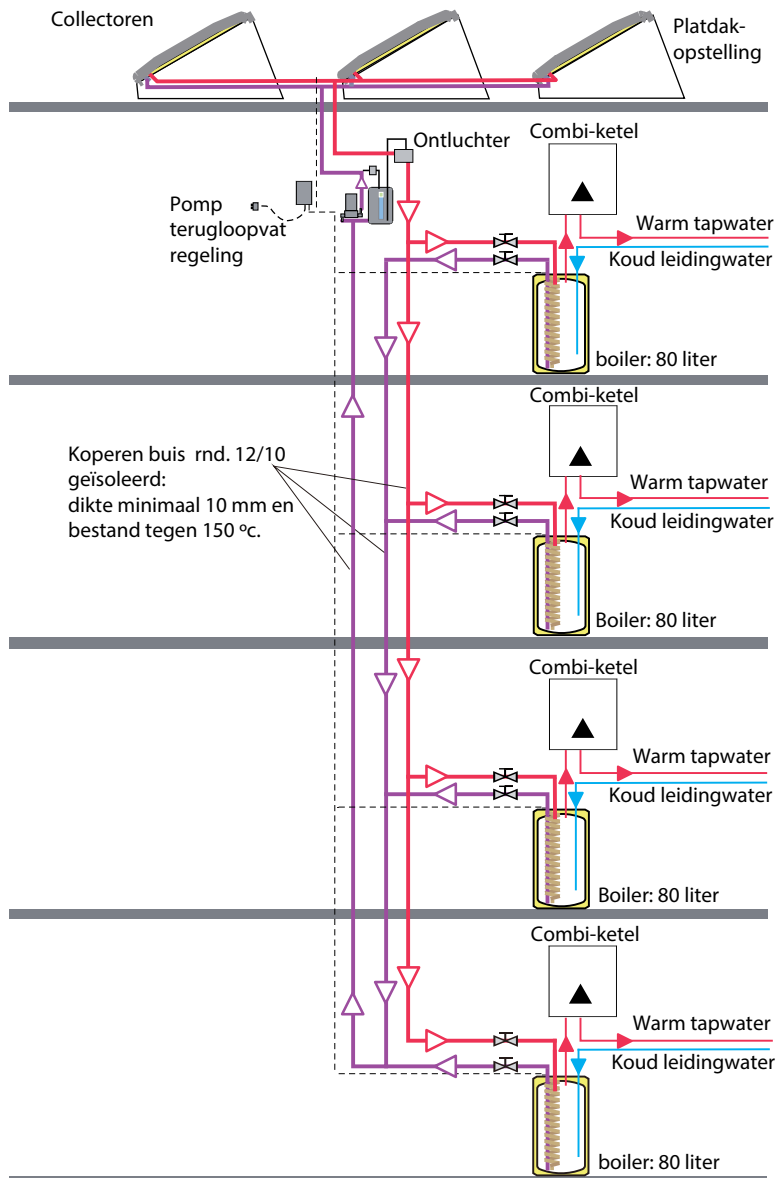 Collectoren
Platdak-
opstelling
Ontluchter
Combi-ketel
Pomp
terugloopvat
regeling
Warm tapwater
Koud leidingwater
boiler: 80 liter
Combi-ketel
Koperen buis rnd. 12/10
geïsoleerd:
dikte minimaal 10 mm en
bestand tegen 150 ºc.
Warm tapwater
Koud leidingwater
Boiler: 80 liter
Combi-ketel
Warm tapwater
Koud leidingwater
Boiler: 80 liter
Combi-ketel
Warm tapwater
Koud leidingwater
boiler: 80 liter